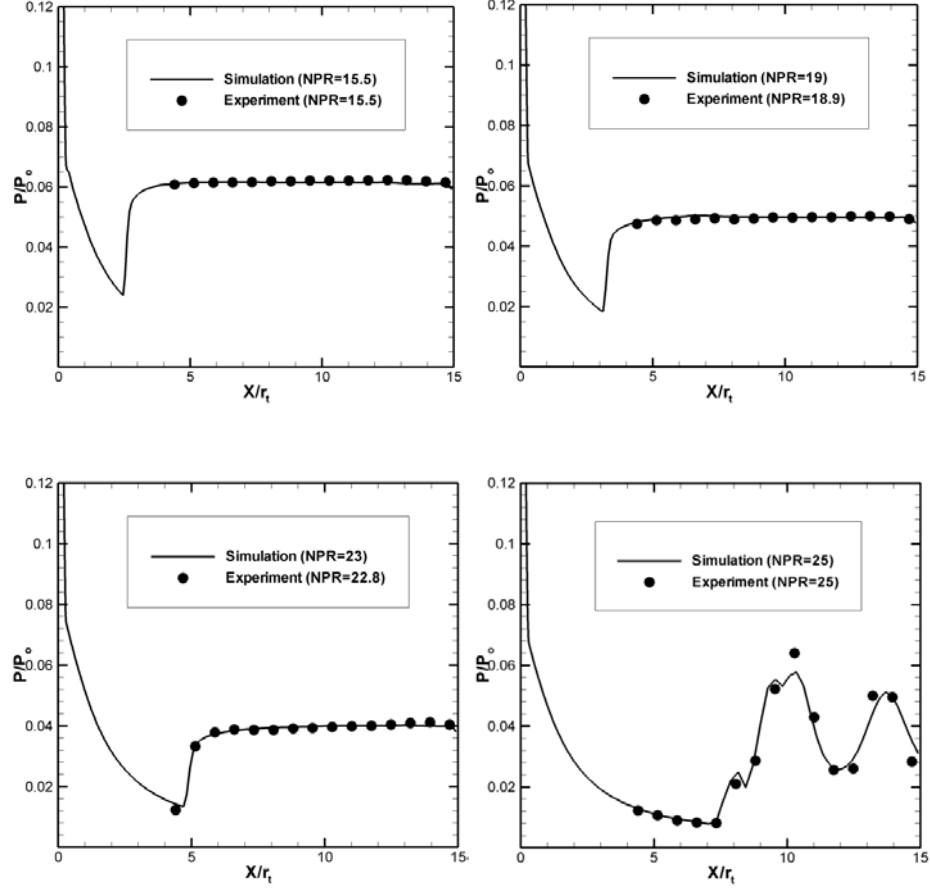 0.12
0.1
0.08
0.06
0.04
0.02
0
5
10
15
P/P°
X/rₜ
Simulation (NPR=15.5)
Experiment (NPR=15.5)
0.12
0.1
0.08
0.06
0.04
0.02
0
5
10
15
P/P°
X/rₜ
Simulation (NPR=19)
Experiment (NPR=18.9)
0.12
0.1
0.08
0.06
0.04
0.02
0
5
10
15
P/P°
X/rₜ
Simulation (NPR=23)
Experiment (NPR=22.8)
0.12
0.1
0.08
0.06
0.04
0.02
0
5
10
15
P/P°
X/rₜ
Simulation (NPR=25)
Experiment (NPR=25)